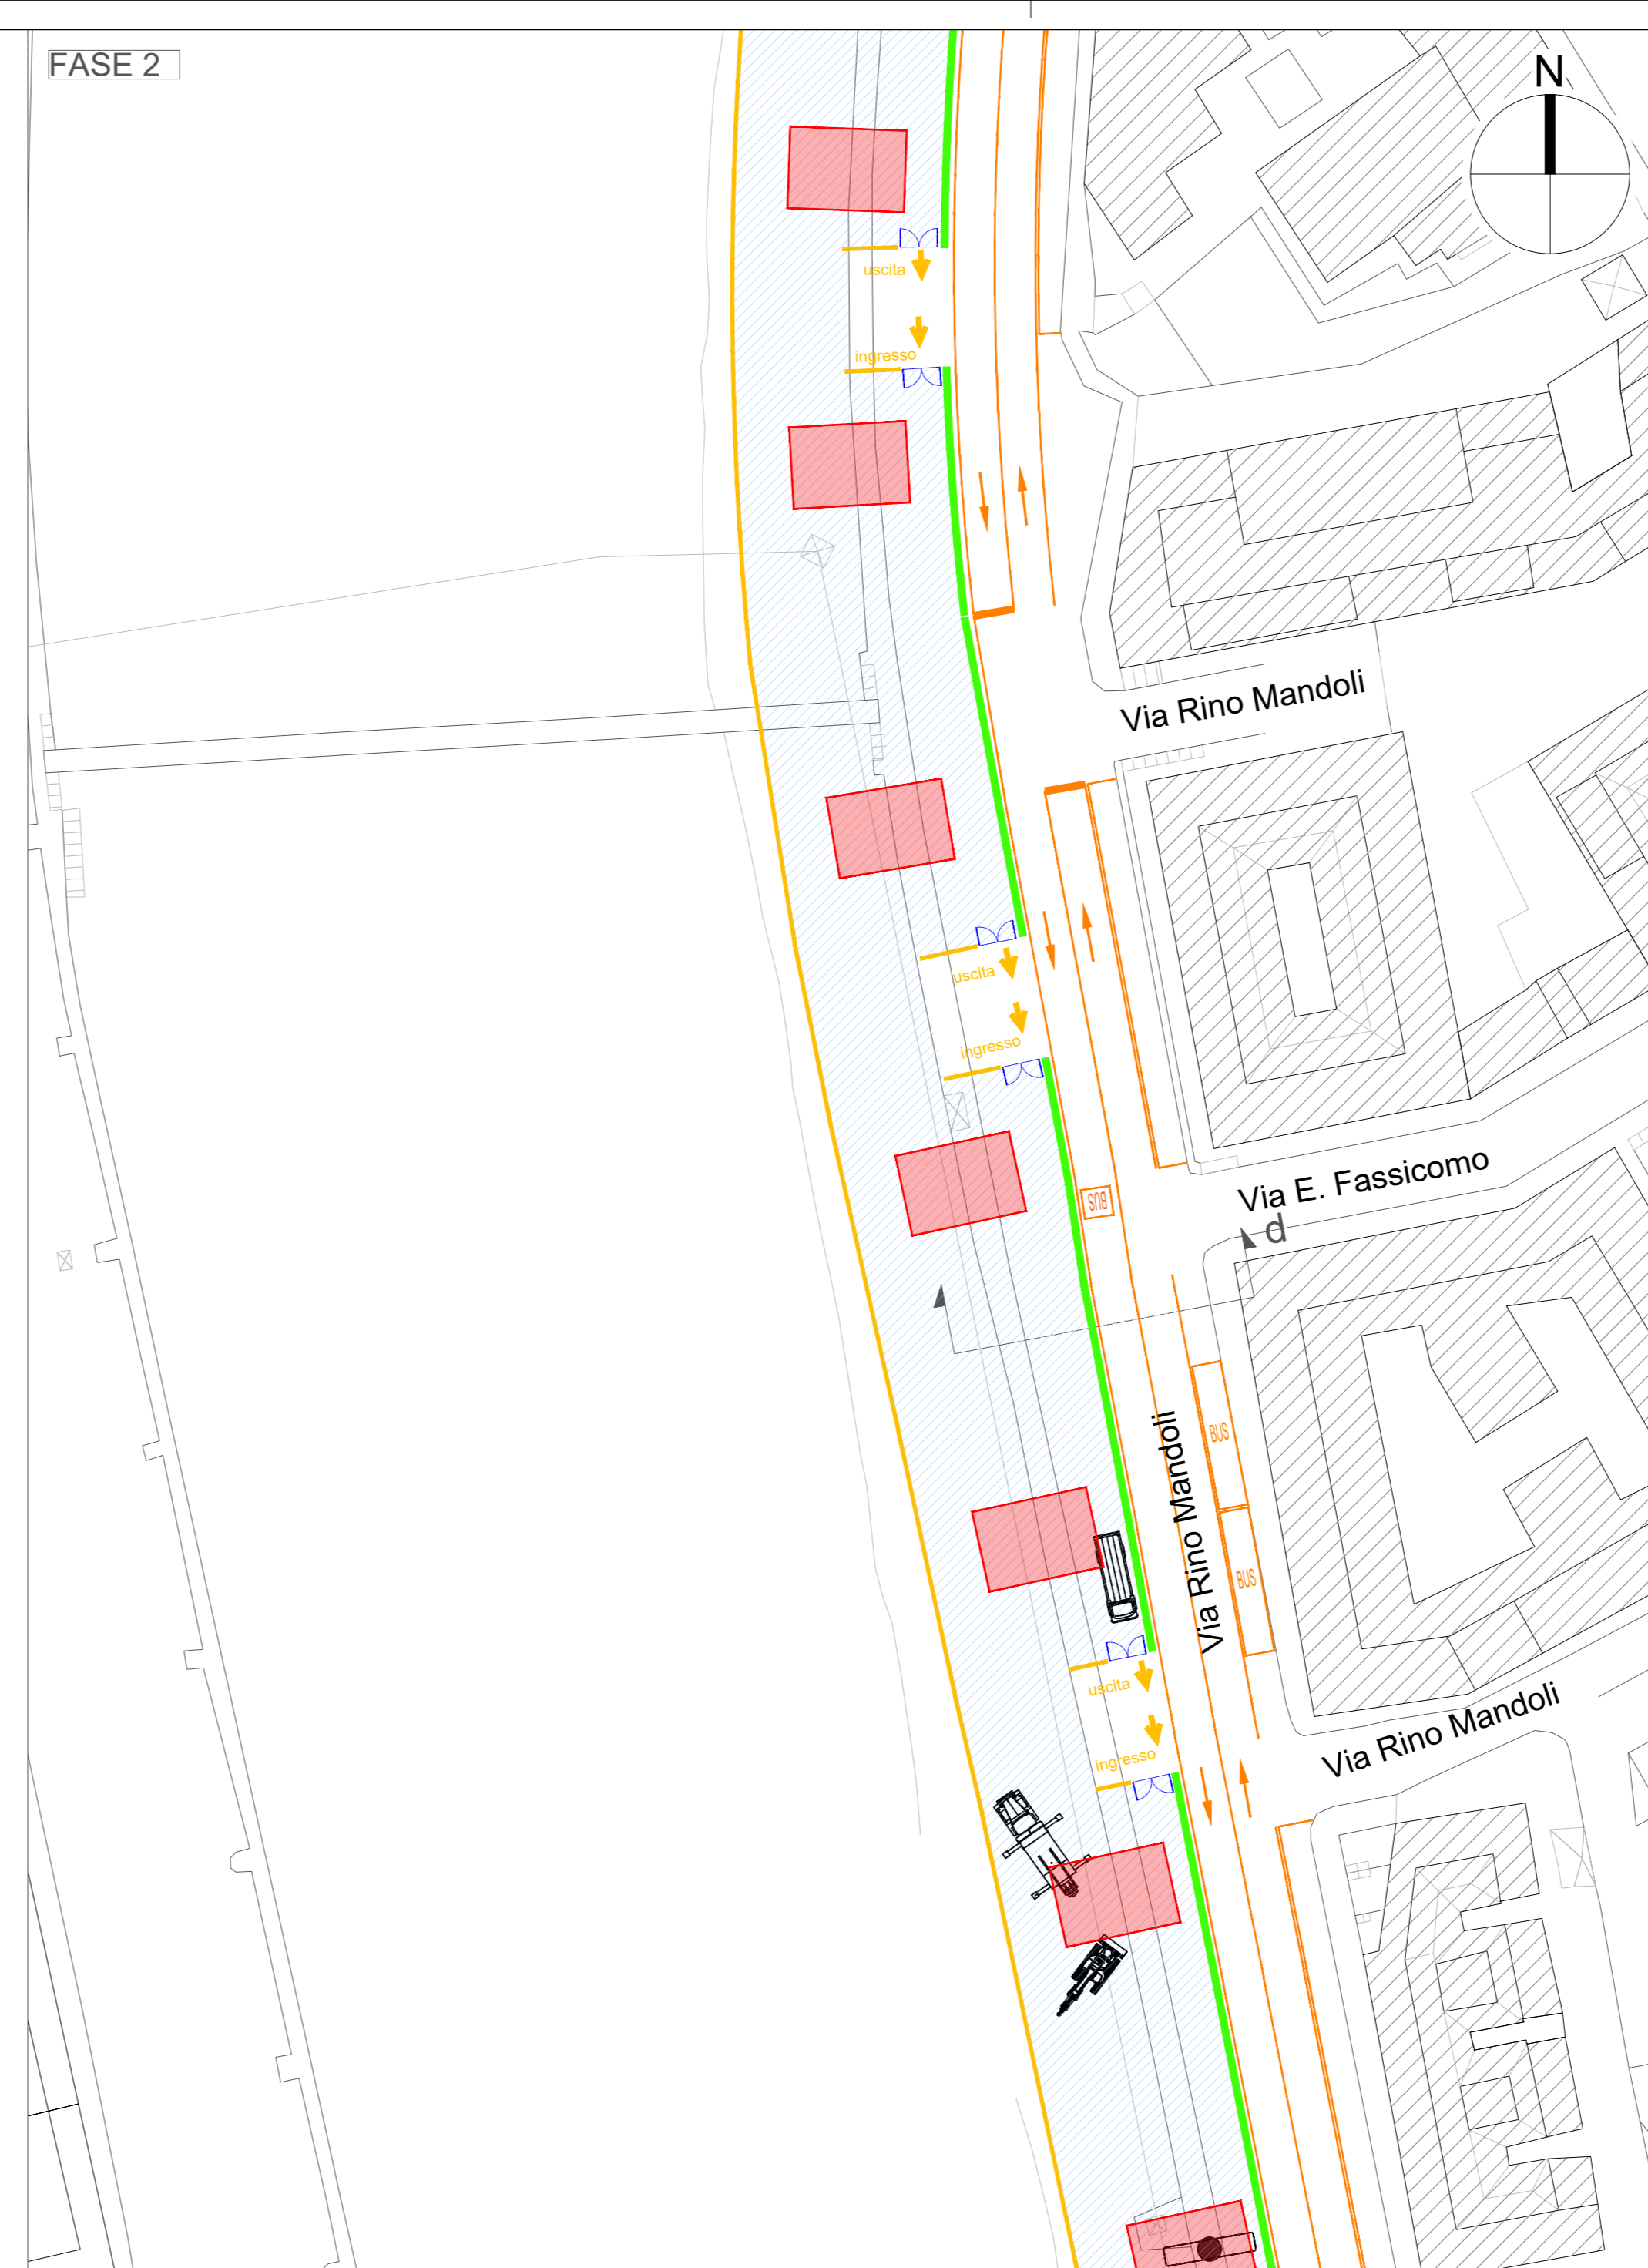 FASE 2
N
uscita
ingresso
Via Rino Mandoli
uscita
ingresso
Via E. Fassicomo
BUS
d
BUS
Via Rino Mandoli
BUS
uscita
Via Rino Mandoli
ingresso